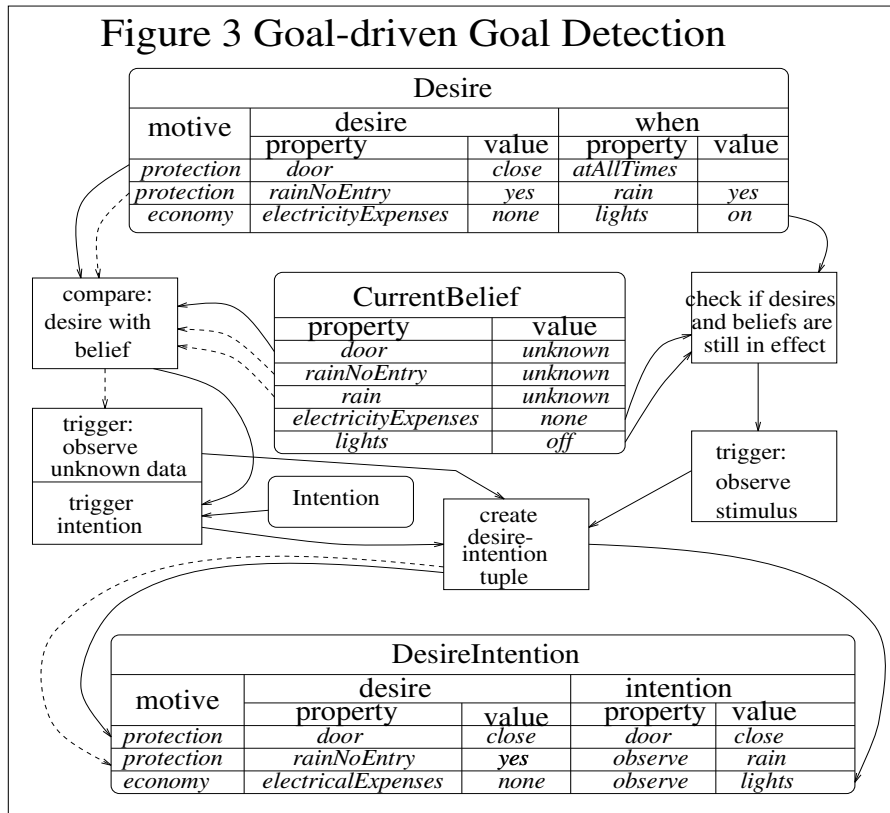 Figure 3 Goal-driven Goal Detection
Desire
motive desire when
property value property value
protection door close atAllTimes
protection rainNoEntry yes rain yes
economy electricityExpenses none lights on
compare:
desire with
belief
CurrentBelief
property value
door unknown
rainNoEntry unknown
rain unknown
electricityExpenses none
lights off
check if desires
and beliefs are
still in effect
trigger:
observe
unknown data
trigger
intention
Intention
create
desire-
intention
tuple
trigger:
observe
stimulus
DesireIntention
motive desire intention
property value property value
protection door close door close
protection rainNoEntry yes observe rain
economy electricalExpenses none observe lights